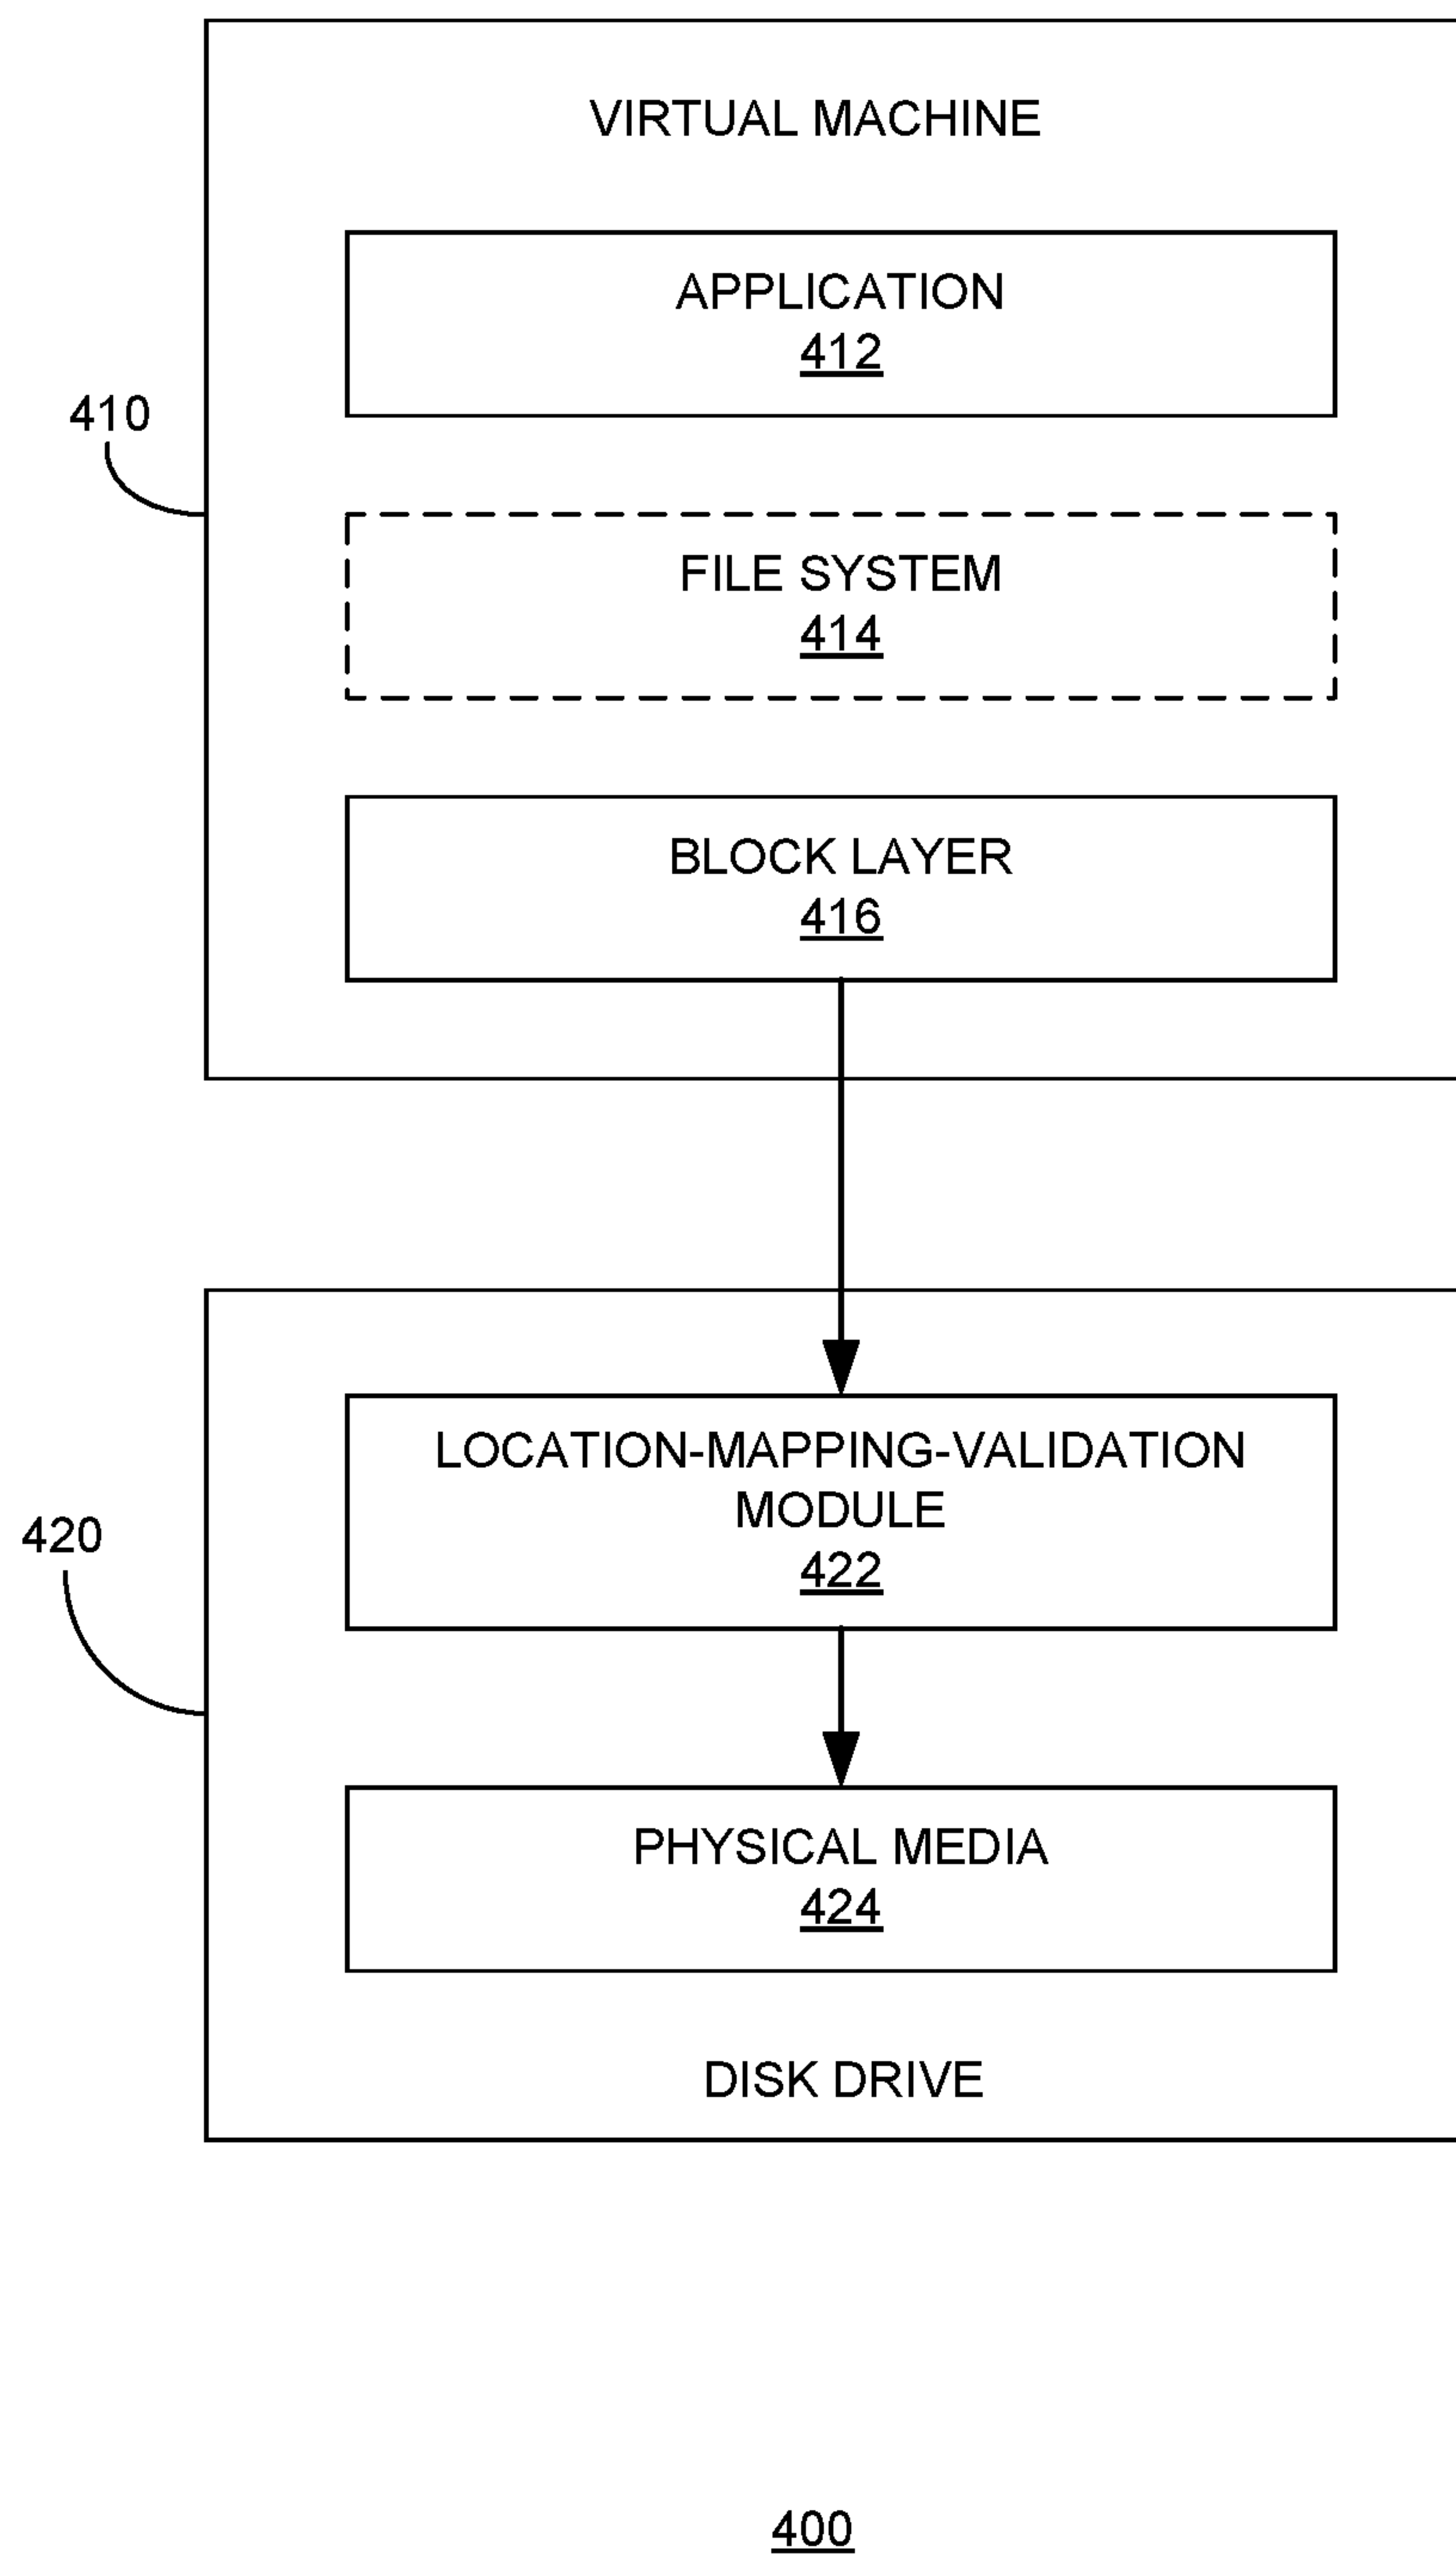 VIRTUAL MACHINE
APPLICATION
412
410
FILE SYSTEM
414
BLOCK LAYER
416
LOCATION-MAPPING-VALIDATION
MODULE
422
420
PHYSICAL MEDIA
424
DISK DRIVE
400